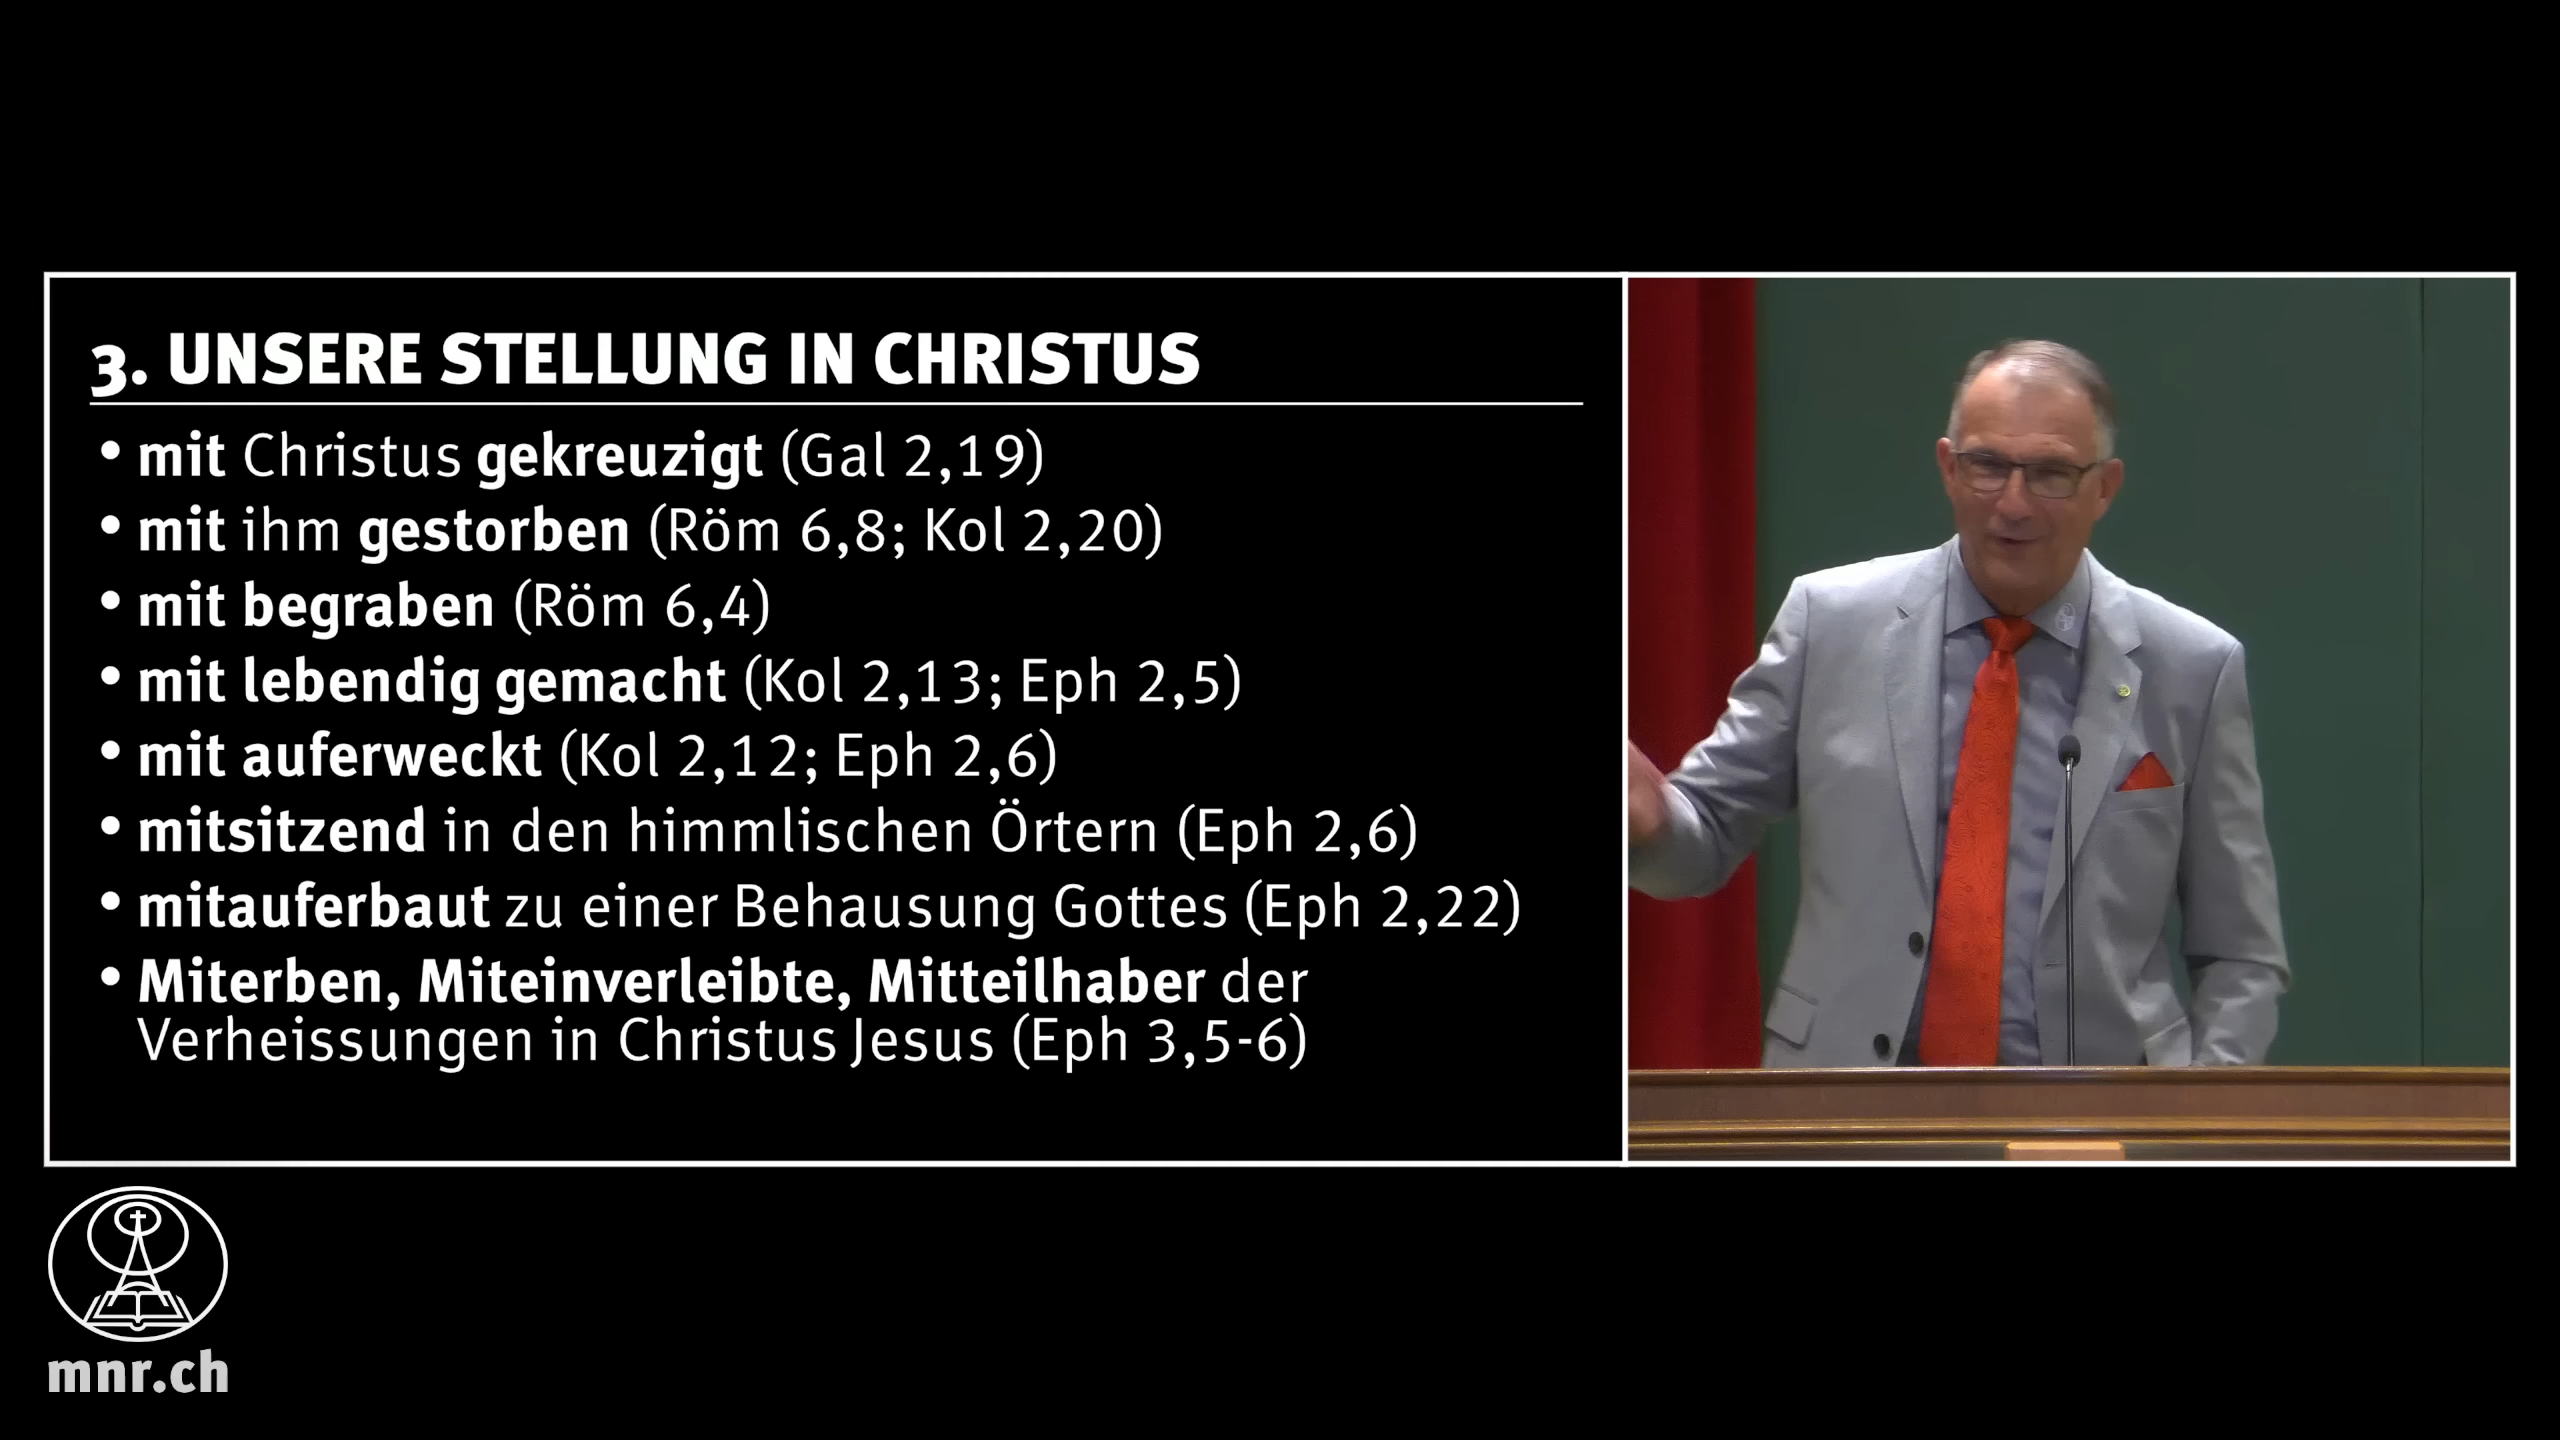 3. UNSERE STELLUNG IN CHRISTUS
• mit Christus gekreuzigt (Gal 2,19)
• mit ihm gestorben (Röm 6,8; Kol 2,20)
• mit begraben (Röm 6,4)
• mit lebendig gemacht (Kol 2,13; Eph 2,5)
• mit auferweckt (Kol 2,12; Eph 2,6)
• mitsitzend in den himmlischen Örtern (Eph 2,6)
• mitauferbaut zu einer Behausung Gottes (Eph 2,22)
• Miterben, Miteinverleibte, Mitteilhaber der
Verheissungen in Christus Jesus (Eph 3,5-6)
mnr.ch